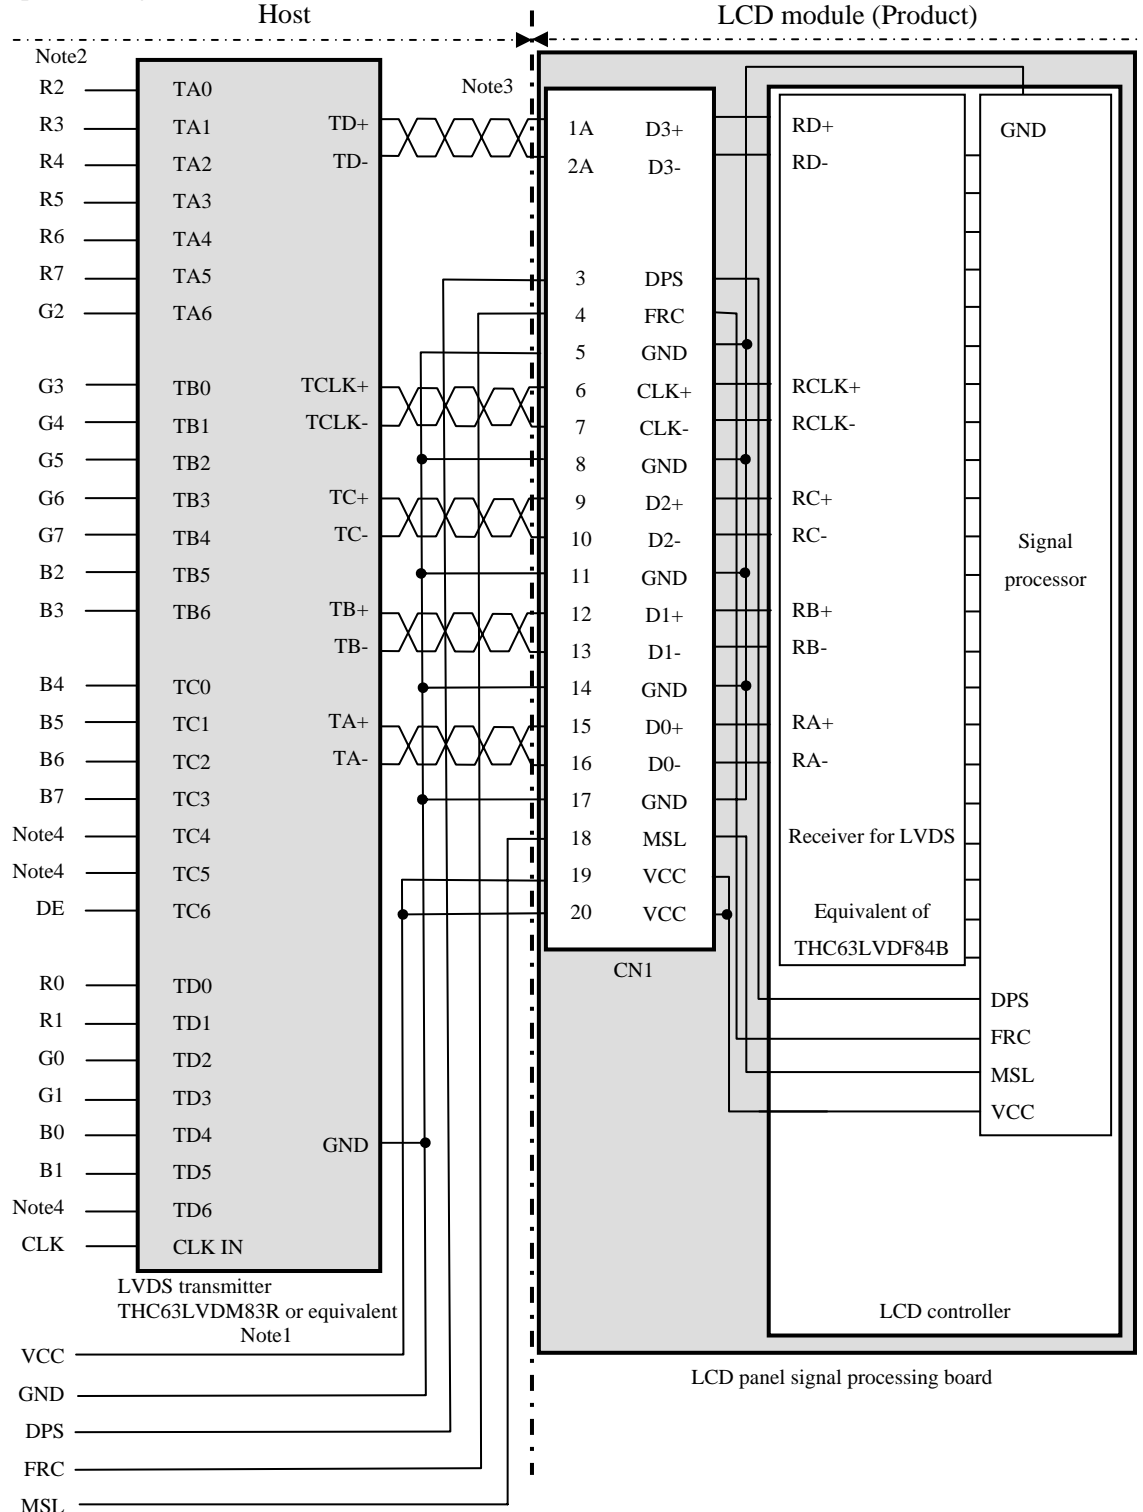 Host
LCD module (Product)
Note2
R2 TA0
R3 TA1
R4 TA2
R5 TA3
R6 TA4
R7 TA5
G2 TA6
G3 TB0
G4 TB1
G5 TB2
G6 TB3
G7 TB4
B2 TB5
B3 TB6
B4 TC0
B5 TC1
B6 TC2
B7 TC3
Note4 TC4
Note4 TC5
DE TC6
R0 TD0
R1 TD1
G0 TD2
G1 TD3
B0 TD4
B1 TD5
Note4 TD6
CLK CLK IN
TD+
TD-
TCLK+
TCLK-
TC+
TC-
TB+
TB-
TA+
TA-
GND
LVDS transmitter
THC63LVDM83R or equivalent
Note1
VCC
GND
DPS
FRC
MSL
Note3
1A D3+
2A D3-
3 DPS
4 FRC
5 GND
6 CLK+
7 CLK-
8 GND
9 D2+
10 D2-
11 GND
12 D1+
13 D1-
14 GND
15 D0+
16 D0-
17 GND
18 MSL
19 VCC
20 VCC
CN1
RD+
RD-
RCLK+
RCLK-
RC+
RC-
RB+
RB-
RA+
RA-
Receiver for LVDS
Equivalent of
THC63LVDF84B
GND
Signal
processor
DPS
FRC
MSL
VCC
LCD controller
LCD panel signal processing board